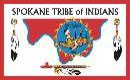 SPOKANE TRIBE of INDIANS